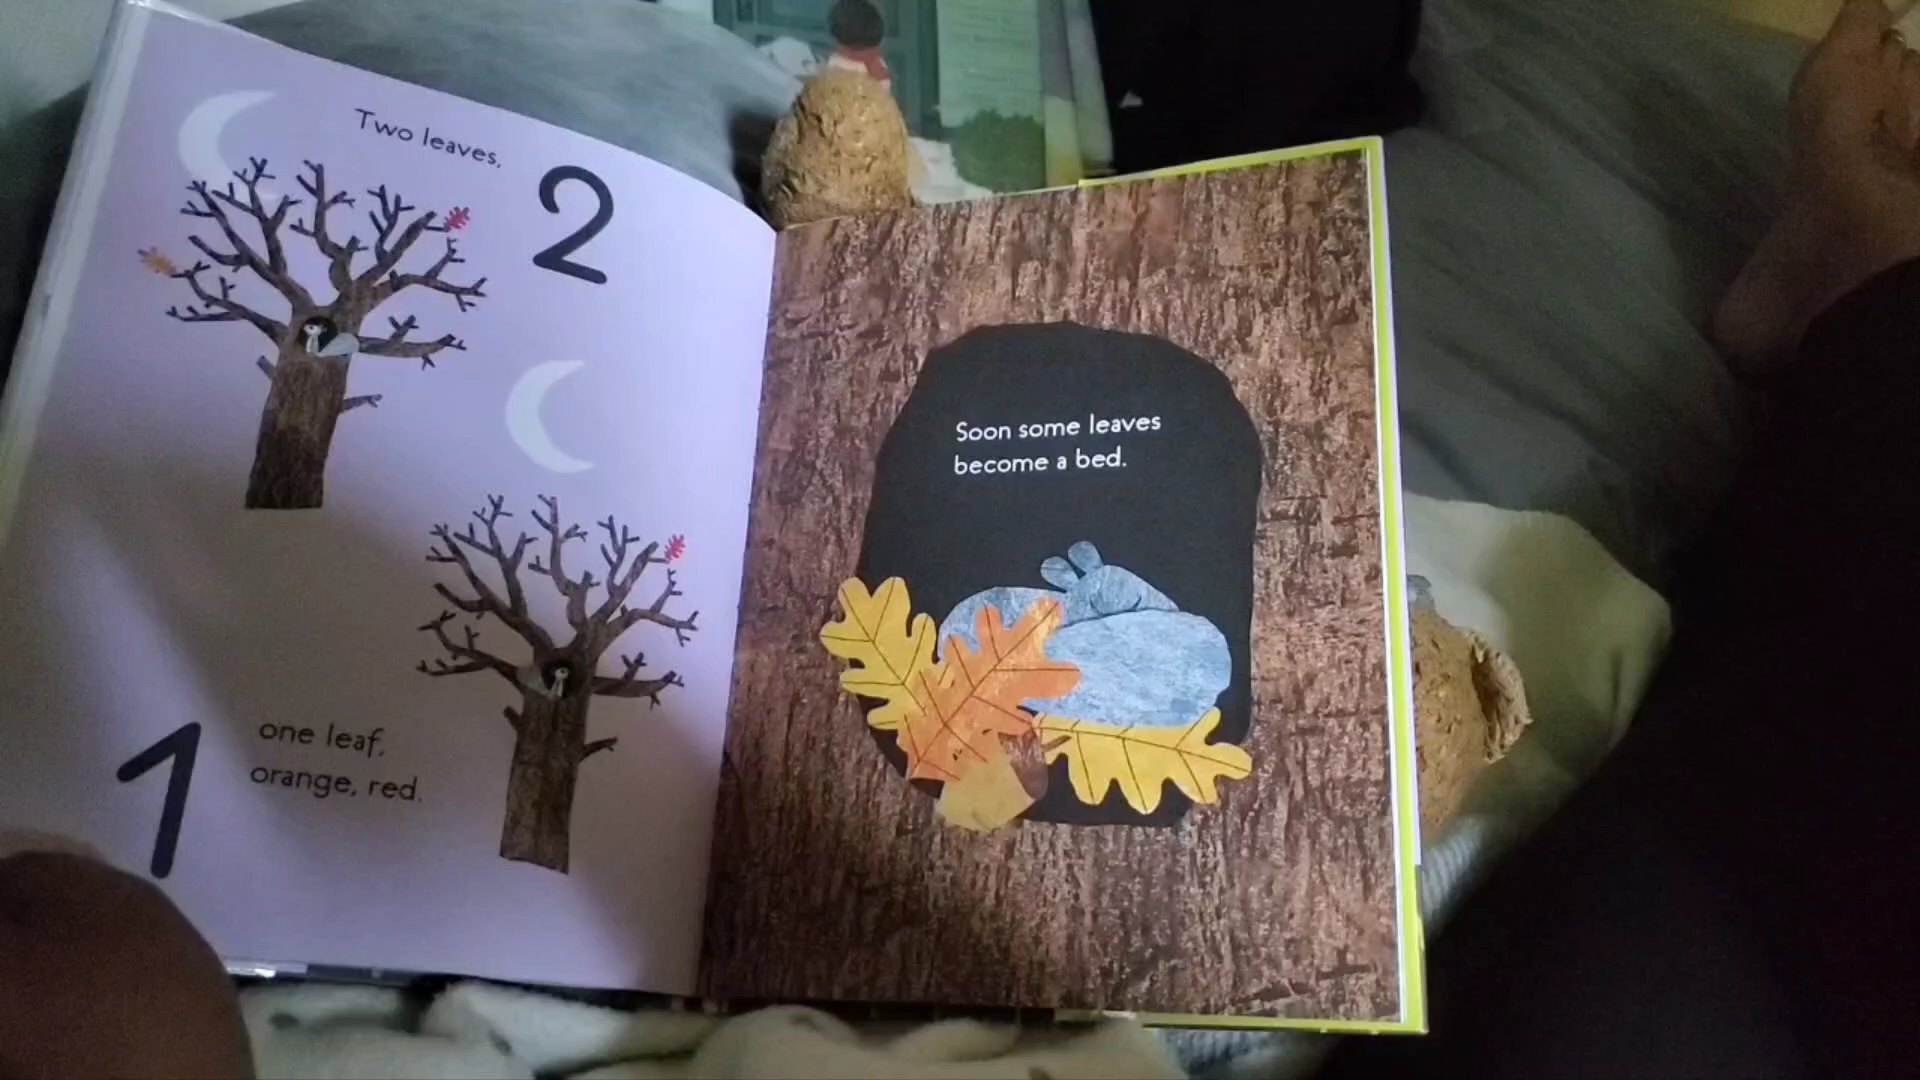 Two leaves,
2
1
one leaf,
orange, red.
Soon some leaves
become a bed.